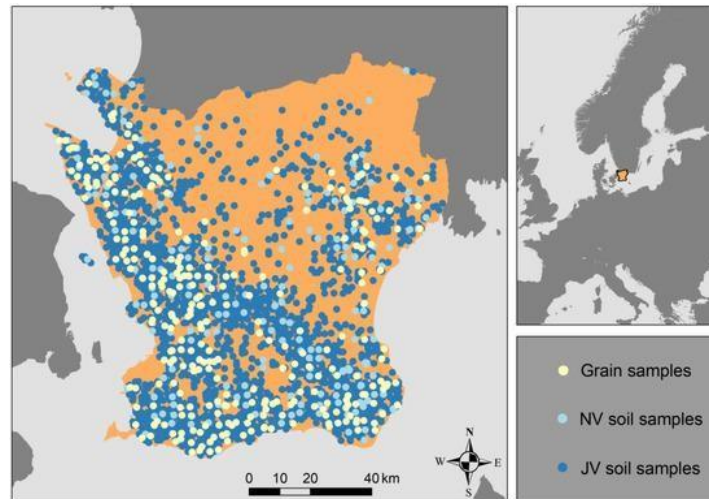 Grain samples
NV soil samples
JV soil samples
N
W E
S
0 10 20 40 km